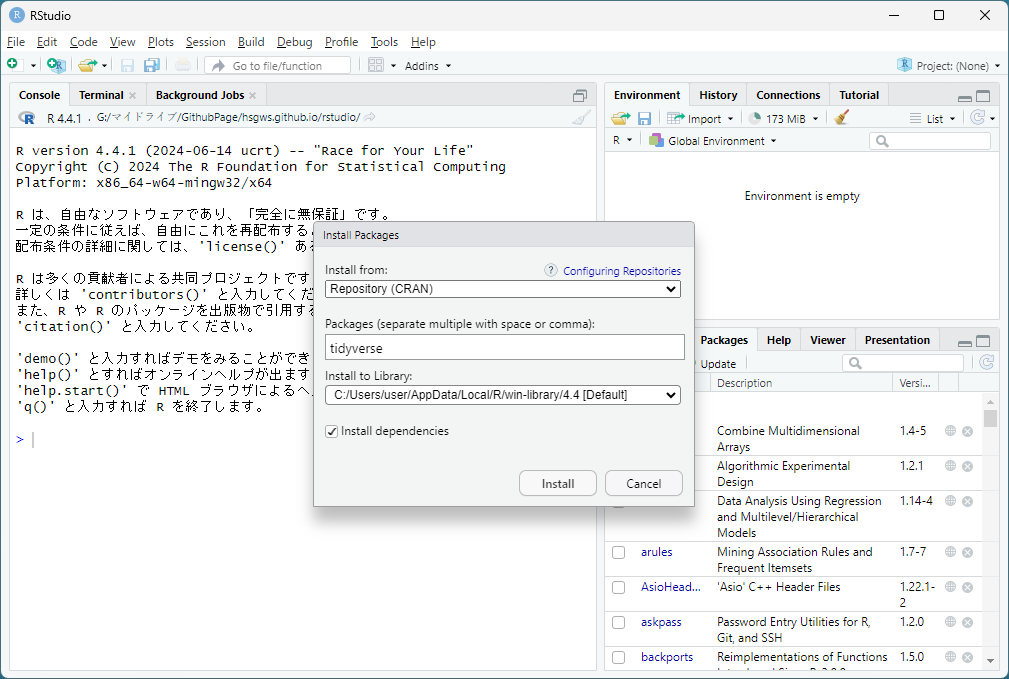 RStudio
File Edit Code View Plots Session Build Debug Profile Tools Help
Go to file/function Addins Project: (None)
Console Terminal Background Jobs
R 4.4.1 . G:/マイドライブ/GithubPage/hsgws.github.io/rstudio/
R version 4.4.1 (2024-06-14 ucrt) -- "Race for Your Life"
Copyright (C) 2024 The R Foundation for Statistical Computing
Platform: x86_64-w64-mingw32/x64
R は、自由なソフトウェアであり、「完全に無保証」です。
一定の条件に従えば、自由にこれを再配布する
配布条件の詳細に関しては、'license()' ある
R は多くの貢献者による共同プロジェクトです
詳しくは 'contributors()' と入力してくだ
また、R や R のパッケージを出版物で引用する
'citation()' と入力してください。
'demo()' と入力すればデモをみることができ
'help()' とすればオンラインヘルプが出ます
'help.start()' で HTML ブラウザによるヘ
'q()' と入力すれば R を終了します。
>
Install Packages
Install from: ? Configuring Repositories
Repository (CRAN)
Packages (separate multiple with space or comma):
tidyverse
Install to Library:
C:/Users/user/AppData/Local/R/win-library/4.4 [Default]
Install dependencies
Install Cancel
Environment History Connections Tutorial
Import 173 MiB List
R Global Environment
Environment is empty
Packages Help Viewer Presentation
Update
Description Versi...
Combine Multidimensional 1.4-5
Arrays
Algorithmic Experimental 1.2.1
Design
Data Analysis Using Regression 1.14-4
and Multilevel/Hierarchical
Models
arules Mining Association Rules and 1.7-7
Frequent Itemsets
AsioHead... 'Asio' C++ Header Files 1.22.1-
2
askpass Password Entry Utilities for R, 1.2.0
Git, and SSH
backports Reimplementations of Functions 1.5.0